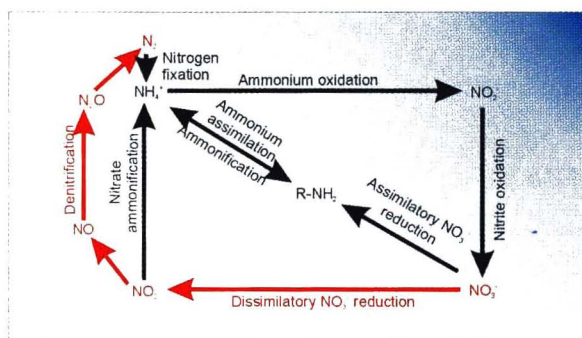 N₂
Nitrogen
fixation
N₂O
NH₄⁺
Ammonium oxidation
NO₂⁻
Ammonium
assimilation
Ammonification
Denitrification
Nitrate
ammonification
R–NH₂
Assimilatory NO₃⁻
reduction
Nitrite oxidation
NO
NO₂⁻
Dissimilatory NO₃⁻ reduction
NO₃⁻